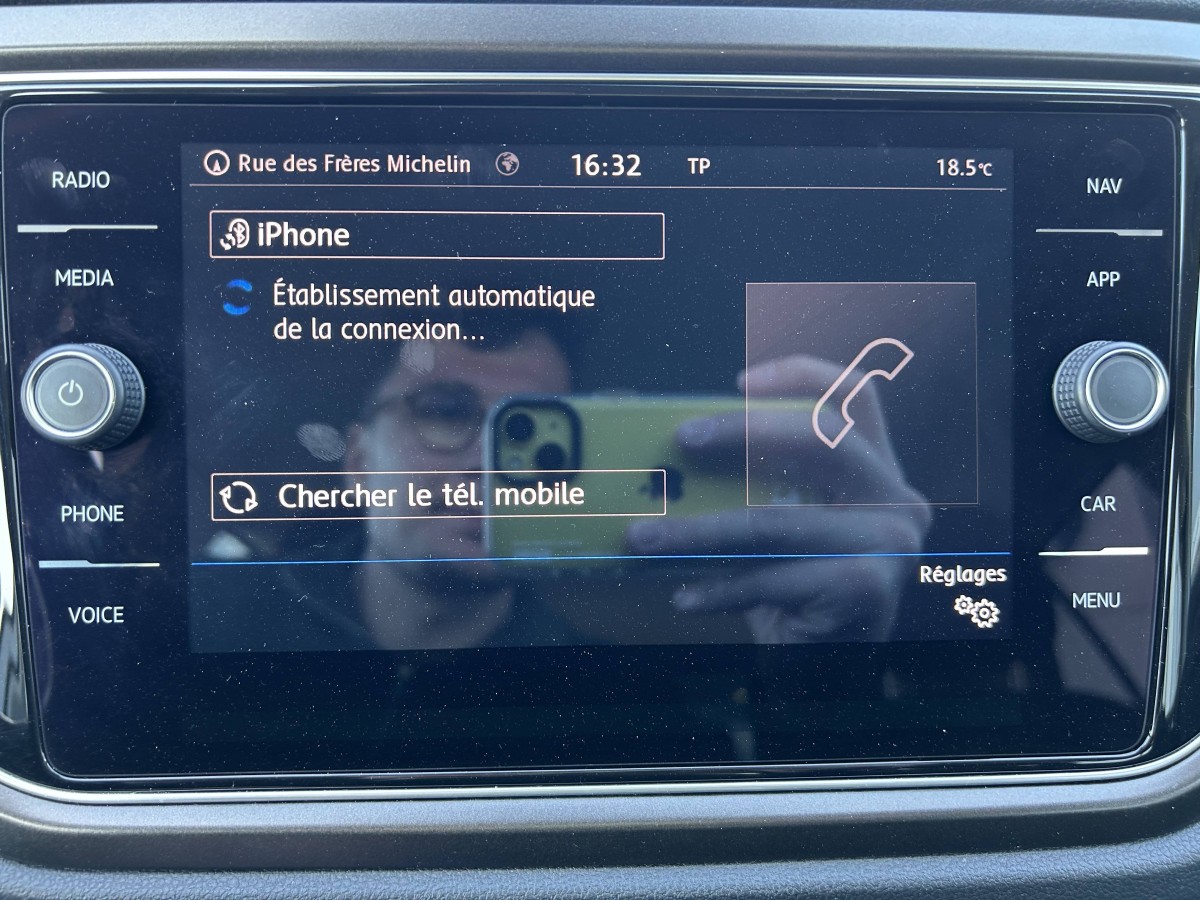 Rue des Frères Michelin 16:32 TP 18.5°C
RADIO
MEDIA
PHONE
VOICE
iPhone
Établissement automatique
de la connexion...
Chercher le tél. mobile
Réglages
NAV
APP
CAR
MENU